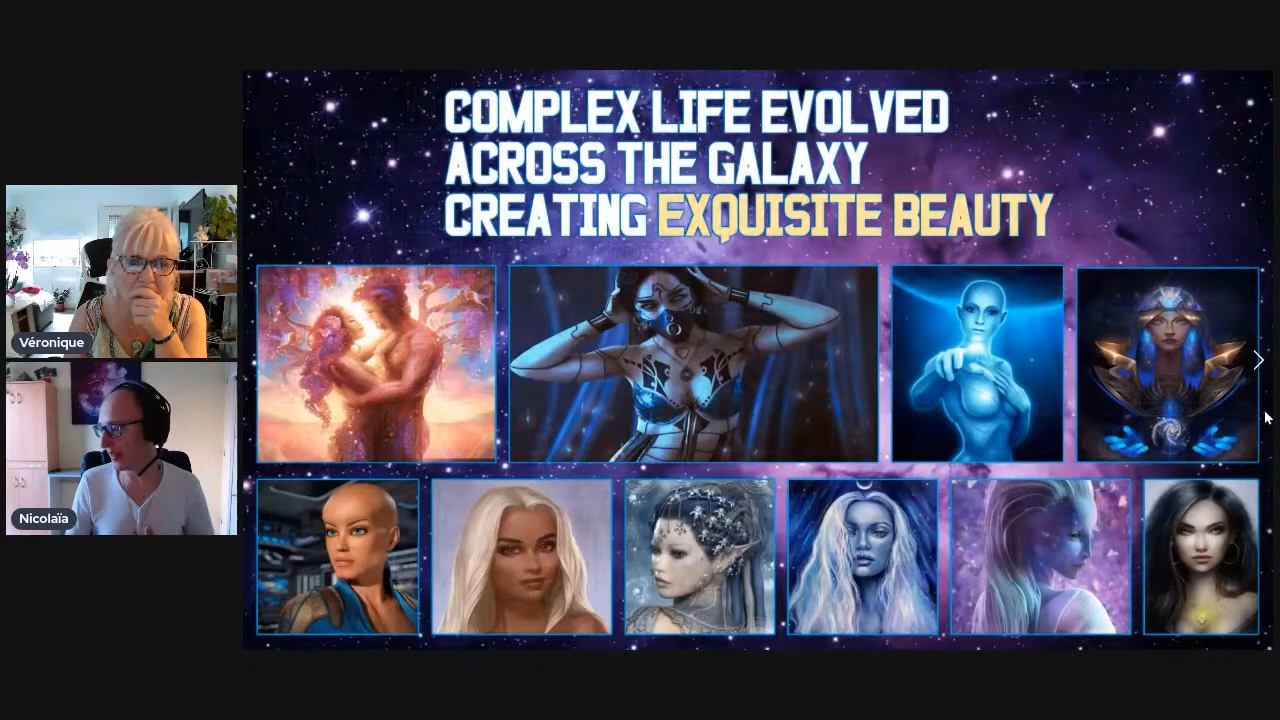 COMPLEX LIFE EVOLVED
ACROSS THE GALAXY
CREATING EXQUISITE BEAUTY
Véronique
Nicolaïa